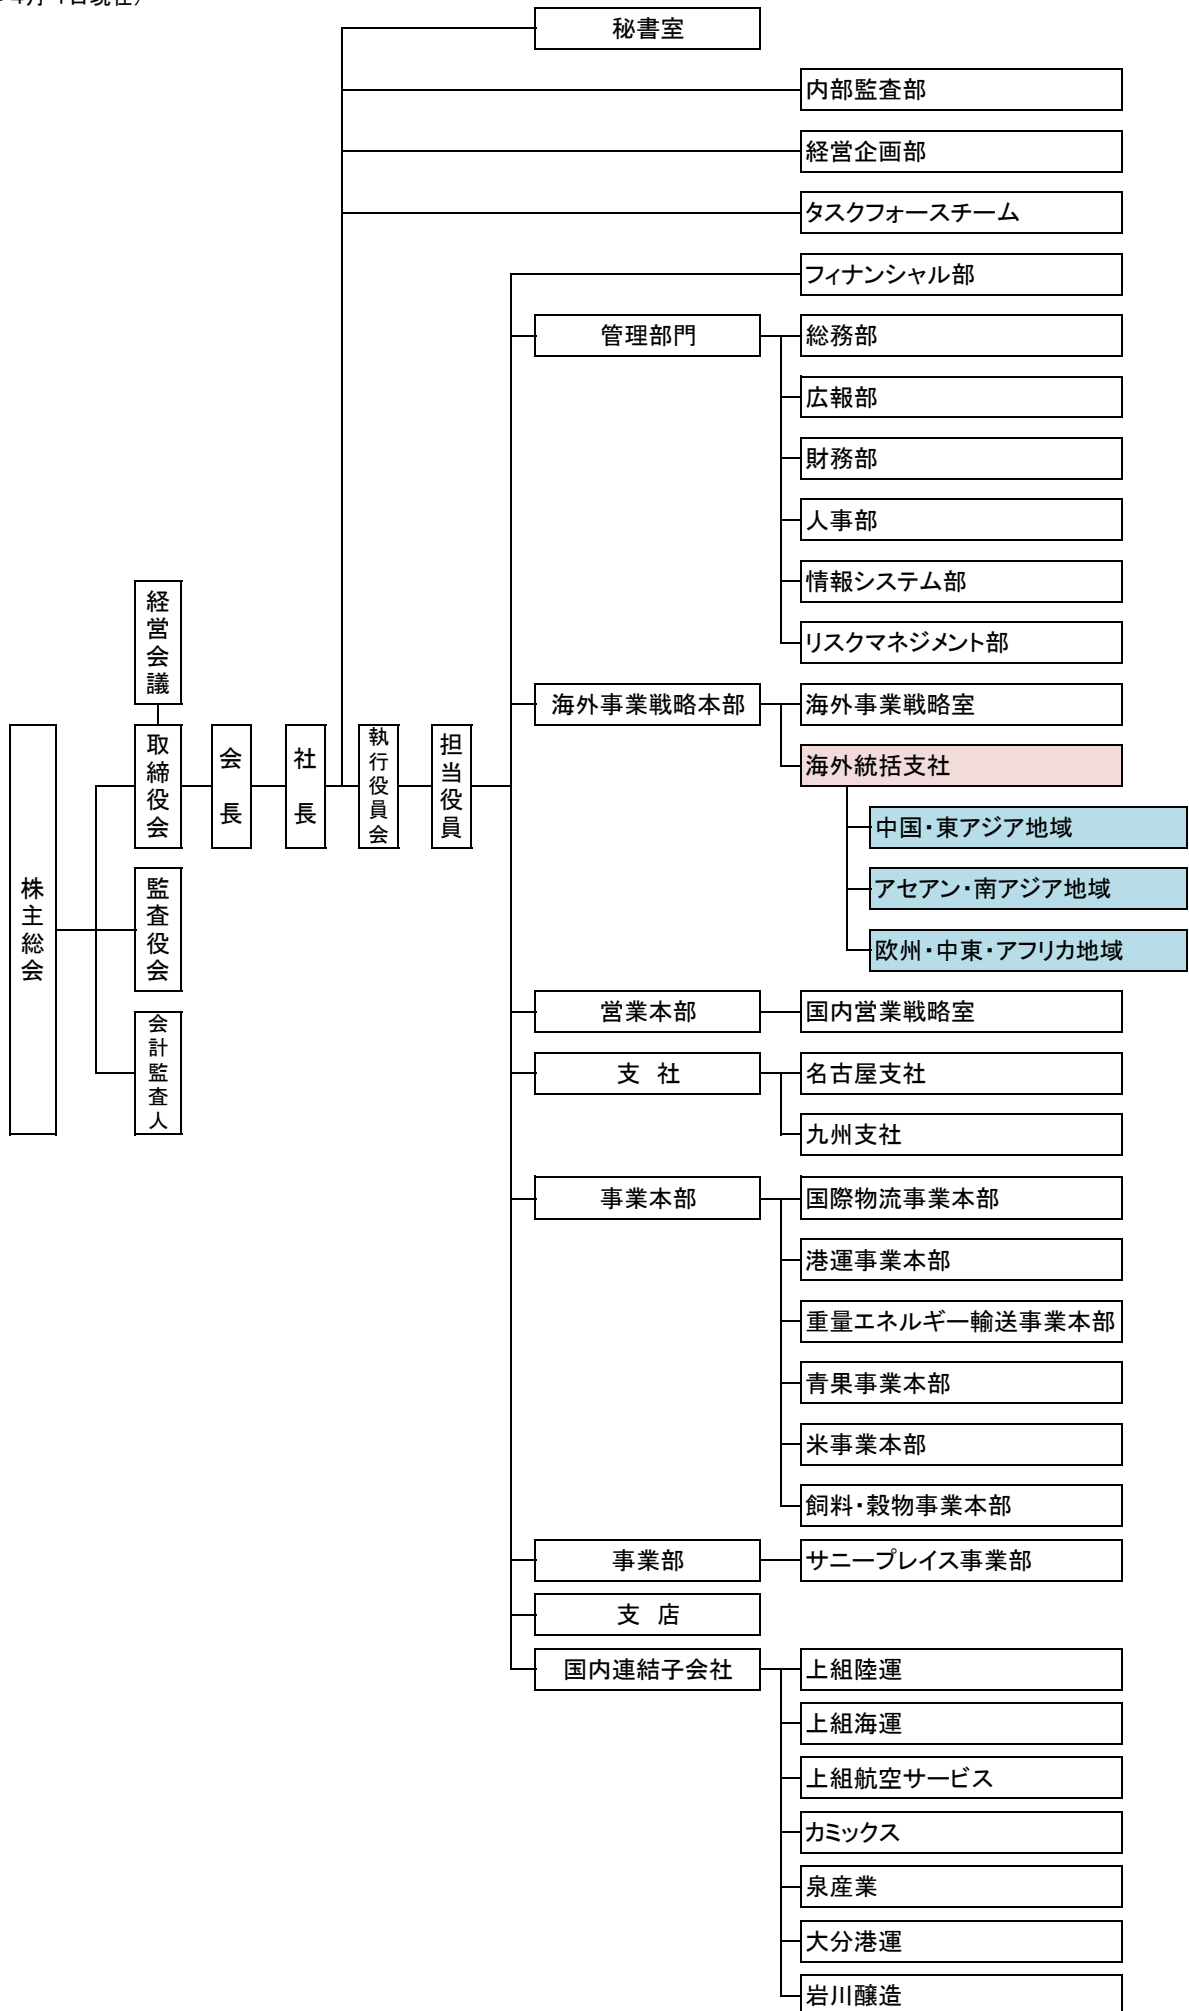 秘書室
内部監査部
経営企画部
タスクフォースチーム
フィナンシャル部
管理部門
総務部
広報部
財務部
人事部
情報システム部
リスクマネジメント部
経営会議
海外事業戦略本部
海外事業戦略室
海外統括支社
株主総会
取締役会
会長
社長
執行役員会
担当役員
中国・東アジア地域
アセアン・南アジア地域
欧州・中東・アフリカ地域
監査役会
会計監査人
営業本部
国内営業戦略室
支 社
名古屋支社
九州支社
事業本部
国際物流事業本部
港運事業本部
重量エネルギー輸送事業本部
青果事業本部
米事業本部
飼料・穀物事業本部
事業部
サニープレイス事業部
支 店
国内連結子会社
上組陸運
上組海運
上組航空サービス
カミックス
泉産業
大分港運
岩川醸造